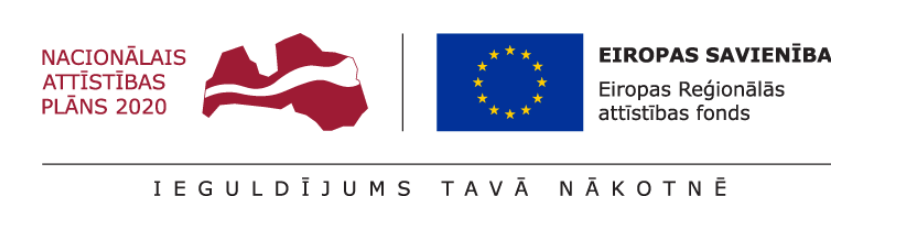 NACIONĀLAIS
ATTĪSTĪBAS
PLĀNS 2020
EIROPAS SAVIENĪBA
Eiropas Reģionālās
attīstības fonds
IEGULDĪJUMS TAVĀ NĀKOTNĒ